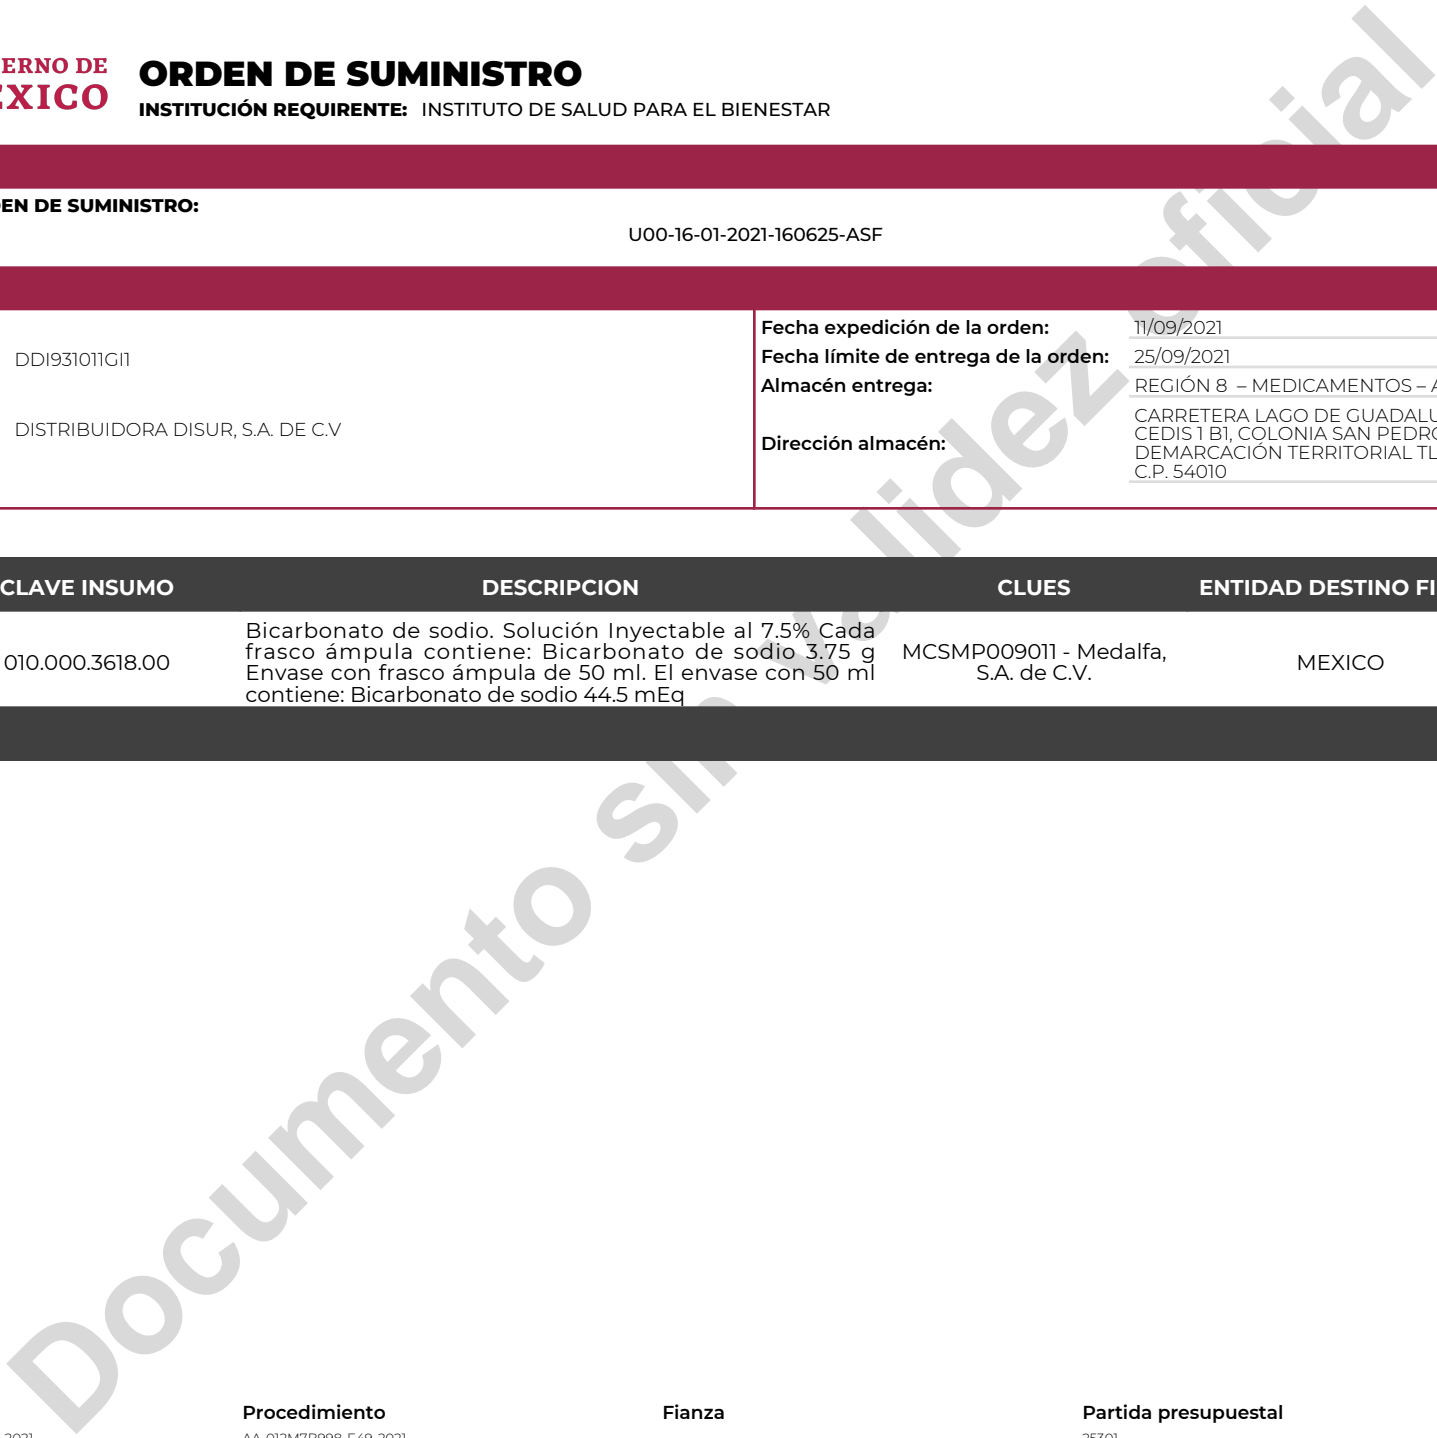 ERNO DE
ORDEN DE SUMINISTRO
INSTITUCIÓN REQUIRENTE: INSTITUTO DE SALUD PARA EL BIENESTAR
EN DE SUMINISTRO:
U00-16-01-2021-160625-ASF
DDI931011GI1
DISTRIBUIDORA DISUR, S.A. DE C.V
Fecha expedición de la orden: 11/09/2021
Fecha límite de entrega de la orden: 25/09/2021
Almacén entrega: REGIÓN 8 – MEDICAMENTOS – A
Dirección almacén:
CARRETERA LAGO DE GUADALU
CEDIS 1 B1, COLONIA SAN PEDRO
DEMARCACIÓN TERRITORIAL TL
C.P. 54010
CLAVE INSUMO DESCRIPCION CLUES ENTIDAD DESTINO FI
010.000.3618.00
Bicarbonato de sodio. Solución Inyectable al 7.5% Cada
frasco ámpula contiene: Bicarbonato de sodio 3.75 g
Envase con frasco ámpula de 50 ml. El envase con 50 ml
contiene: Bicarbonato de sodio 44.5 mEq
MCSMP009011 - Medalfa,
S.A. de C.V.
MEXICO
Documento sin validez oficial
Procedimiento Fianza Partida presupuestal